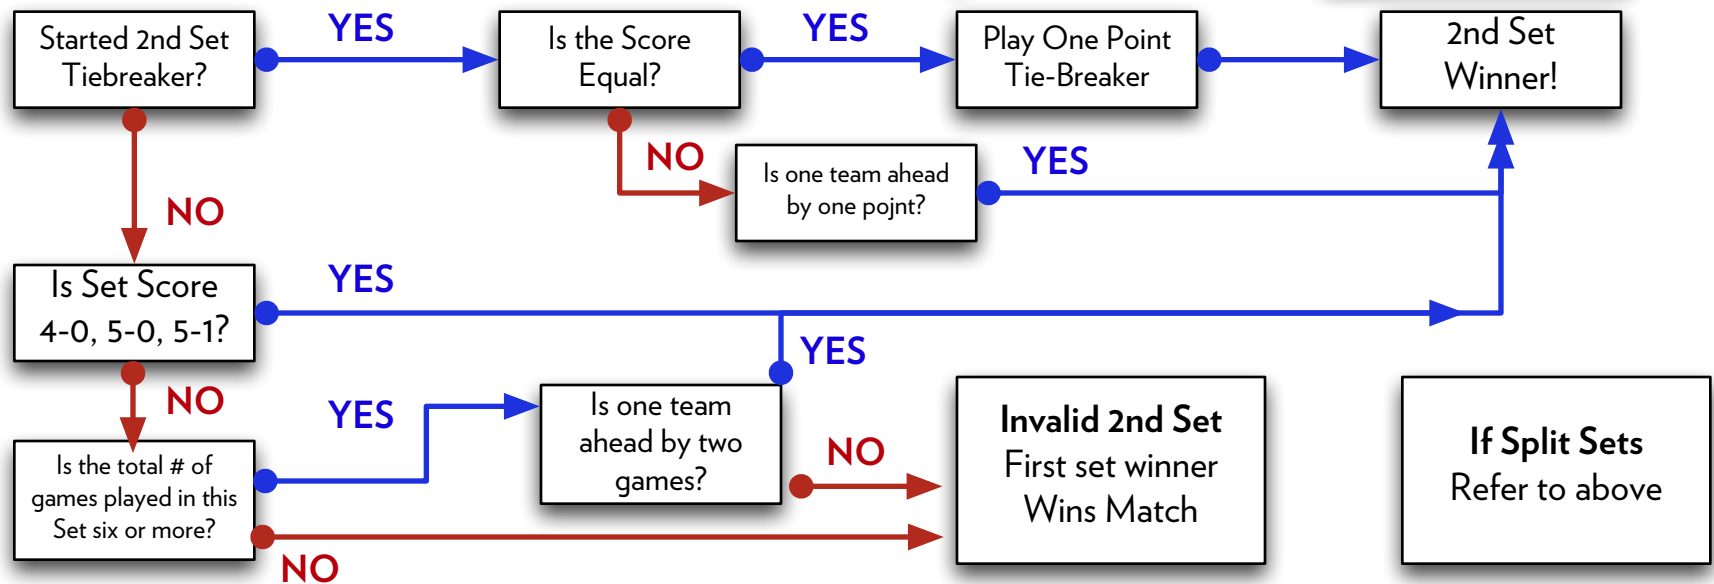 Started 2nd Set
Tiebreaker?
YES
Is the Score
Equal?
YES
Play One Point
Tie-Breaker
2nd Set
Winner!
NO
NO
Is one team ahead
by one pojnt?
YES
Is Set Score
4-0, 5-0, 5-1?
YES
YES
NO
Is the total # of
games played in this
Set six or more?
YES
NO
Is one team
ahead by two
games?
NO
Invalid 2nd Set
First set winner
Wins Match
If Split Sets
Refer to above